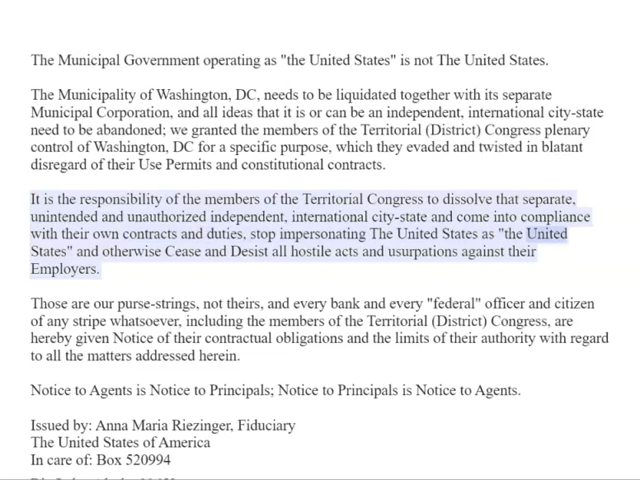 The Municipal Government operating as "the United States" is not The United States.
The Municipality of Washington, DC, needs to be liquidated together with its separate
Municipal Corporation, and all ideas that it is or can be an independent, international city-state
need to be abandoned; we granted the members of the Territorial (District) Congress plenary
control of Washington, DC for a specific purpose, which they evaded and twisted in blatant
disregard of their Use Permits and constitutional contracts.
It is the responsibility of the members of the Territorial Congress to dissolve that separate,
unintended and unauthorized independent, international city-state and come into compliance
with their own contracts and duties, stop impersonating The United States as "the United
States" and otherwise Cease and Desist all hostile acts and usurpations against their
Employers.
Those are our purse-strings, not theirs, and every bank and every "federal" officer and citizen
of any stripe whatsoever, including the members of the Territorial (District) Congress, are
hereby given Notice of their contractual obligations and the limits of their authority with regard
to all the matters addressed herein.
Notice to Agents is Notice to Principals; Notice to Principals is Notice to Agents.
Issued by: Anna Maria Riezinger, Fiduciary
The United States of America
In care of: Box 520994